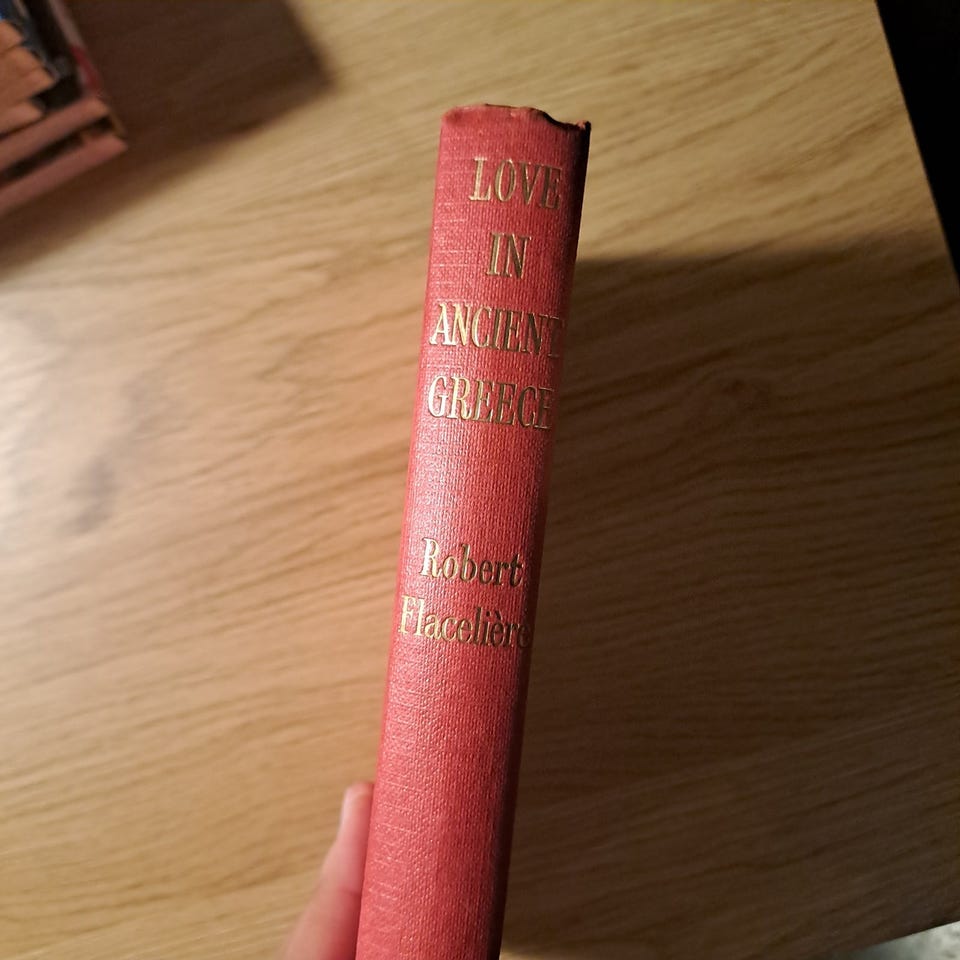 LOVE
IN
ANCIENT
GREECE
Robert
Flacelière